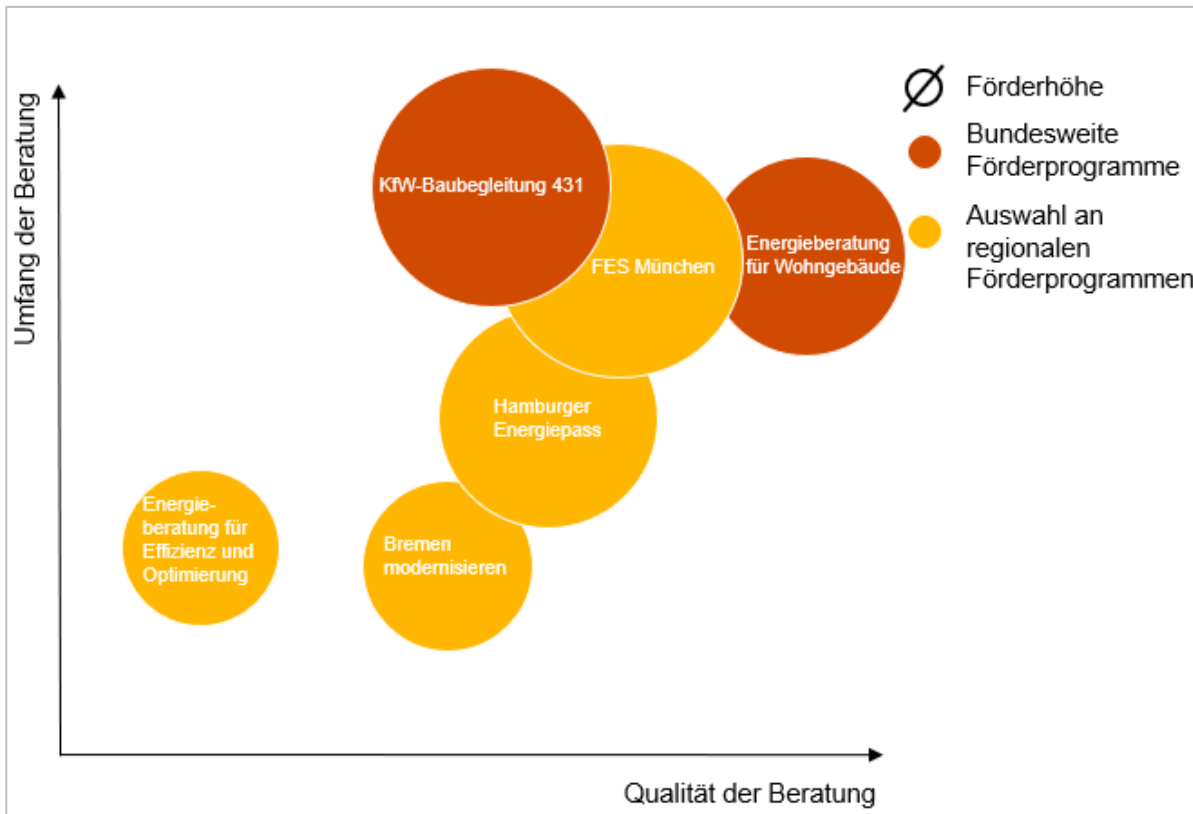 Umfang der Beratung
KfW-Baubegleitung 431
FES München
Energieberatung
für Wohngebäude
Hamburger
Energiepass
Energie-
beratung für
Effizienz und
Optimierung
Bremen
modernisieren
Qualität der Beratung
Ø Förderhöhe
Bundesweite
Förderprogramme
Auswahl an
regionalen
Förderprogrammen